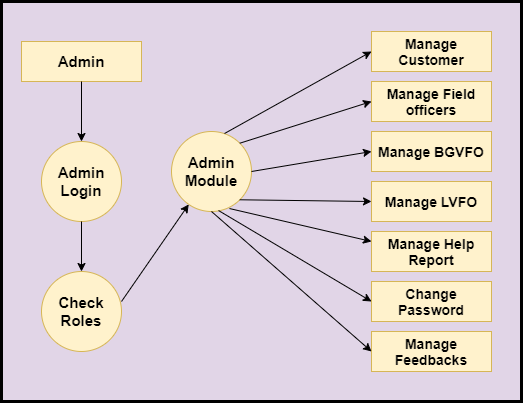 Admin
Admin
Login
Check
Roles
Admin
Module
Manage
Customer
Manage Field
officers
Manage BGVFO
Manage LVFO
Manage Help
Report
Change
Password
Manage
Feedbacks